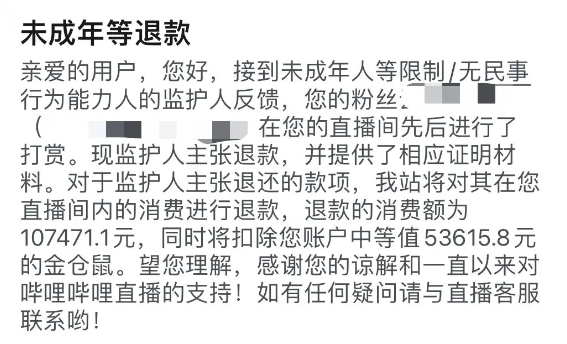 未成年等退款
亲爱的用户，您好，接到未成年人等限制/无民事
行为能力人的监护人反馈，您的粉丝
（ 在您的直播间先后进行了
打赏。现监护人主张退款，并提供了相应证明材
料。对于监护人主张退还的款项，我站将对其在您
直播间内的消费进行退款，退款的消费额为
107471.1元，同时将扣除您账户中等值53615.8元
的金仓鼠。望您理解，感谢您的谅解和一直以来对
哔哩哔哩直播的支持！如有任何疑问请与直播客服
联系哟！